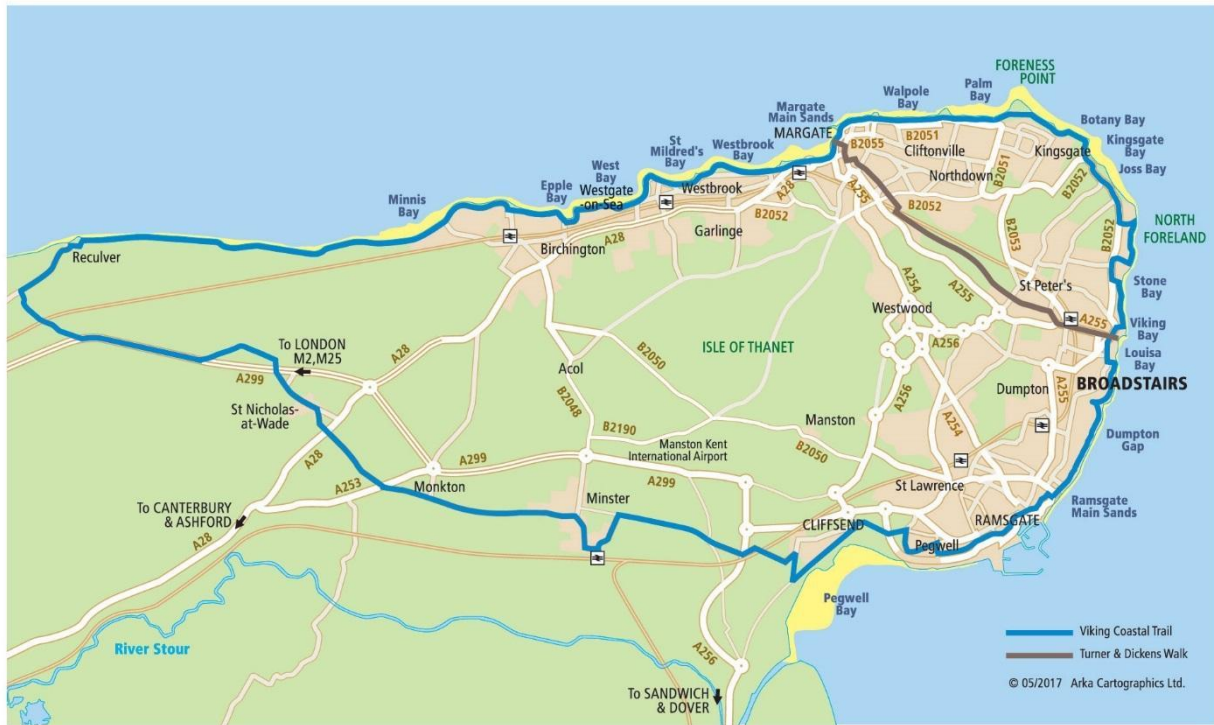 FORENESS
POINT
Palm
Bay
Walpole
Bay
Margate
Main Sands
MARGATE
Botany Bay
Kingsgate
Bay
Joss Bay
B2051
B2055
Cliftonville
Kingsgate
Northdown
B2051
B2052
Westbrook
Bay
St
Mildred's
Bay
West
Bay
Westgate
-on-Sea
Westbrook
Epple
Bay
Minnis
Bay
A28
A255
B2052
B2052
Garlinge
A28
Birchington
Reculver
B2053
B2052
NORTH
FORELAND
St Peter's
Stone
Bay
A254
A255
Westwood
A255
Viking
Bay
A256
Louisa
Bay
ISLE OF THANET
To LONDON
M2,M25
A28
A299
Acol
B2050
BROADSTAIRS
Dumpton
A255
A256
St Nicholas-
at-Wade
B2048
Manston
Dumpton
Gap
A28
B2190
Manston Kent
International Airport
B2050
A254
A299
A299
A253
Monkton
Minster
St Lawrence
To CANTERBURY
& ASHFORD
A28
CLIFFSEND
RAMSGATE
Ramsgate
Main Sands
Pegwell
Pegwell
Bay
River Stour
A256
To SANDWICH
& DOVER
Viking Coastal Trail
Turner & Dickens Walk
© 05/2017 Arka Cartographics Ltd.